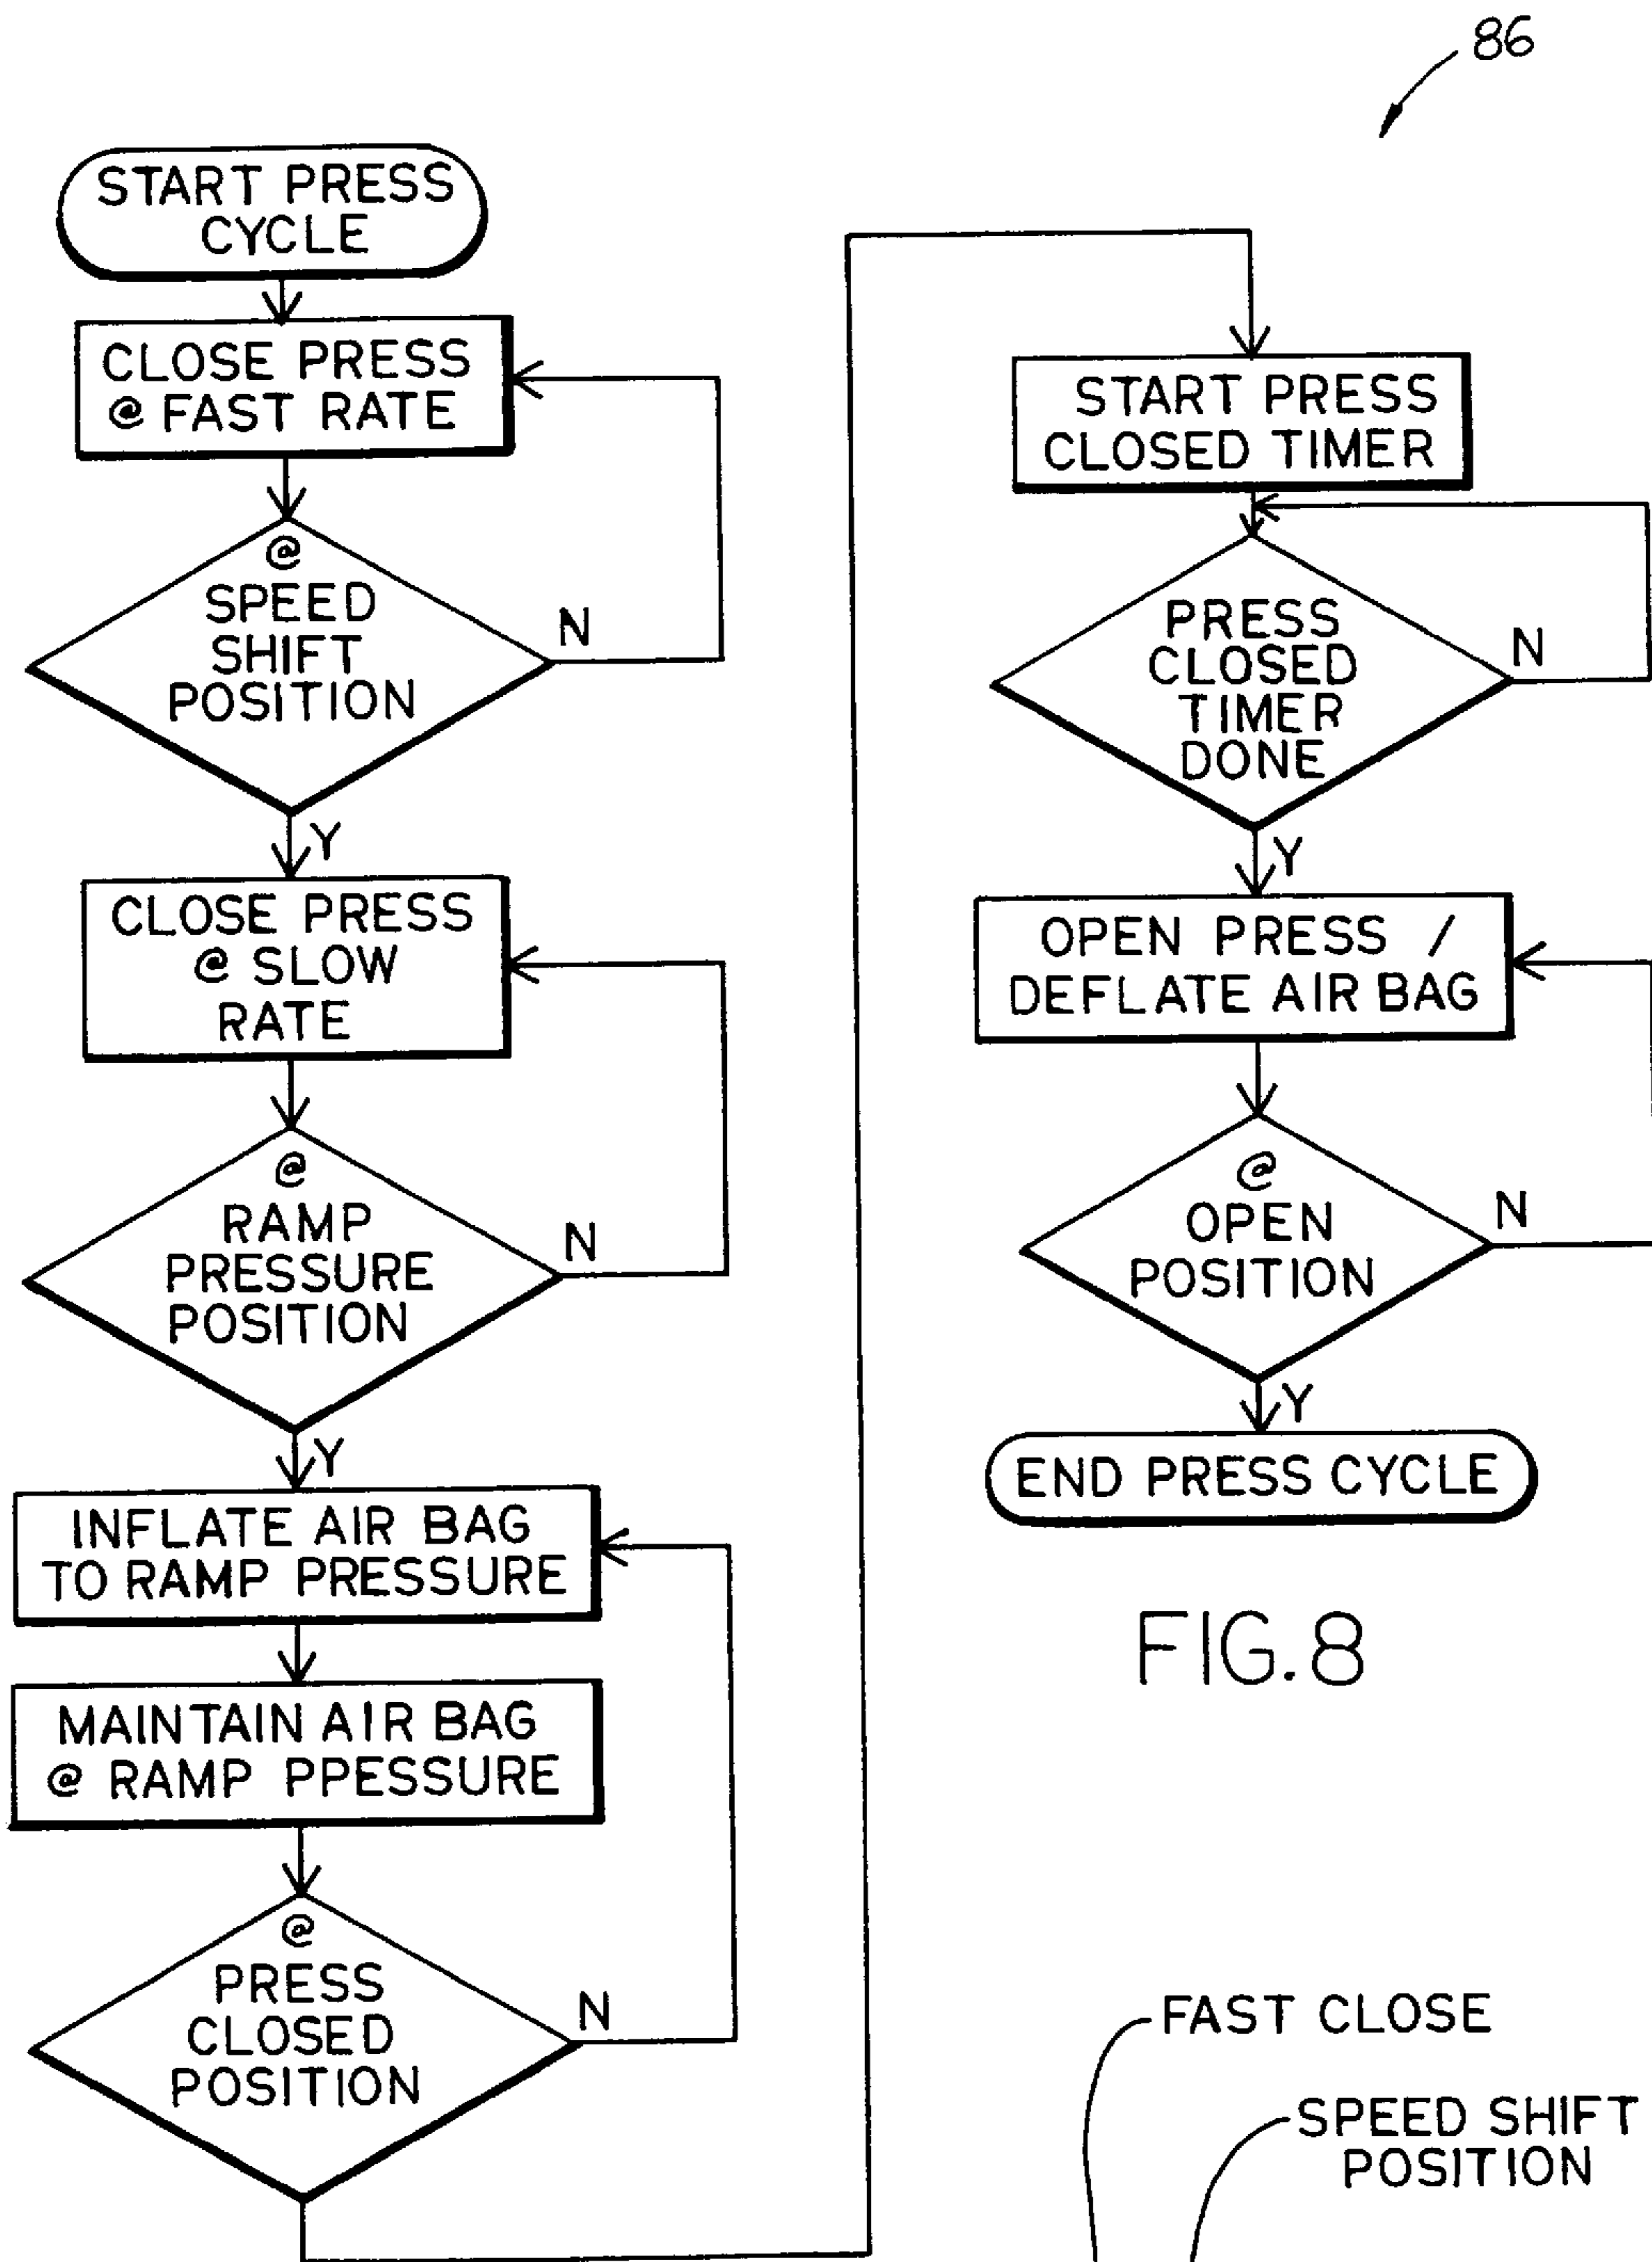 86
START PRESS
CYCLE
CLOSE PRESS
@ FAST RATE
@
SPEED
SHIFT
POSITION
N
Y
CLOSE PRESS
@ SLOW
RATE
@
RAMP
PRESSURE
POSITION
N
Y
INFLATE AIR BAG
TO RAMP PRESSURE
MAINTAIN AIR BAG
@ RAMP PPESSURE
@
PRESS
CLOSED
POSITION
N
START PRESS
CLOSED TIMER
PRESS
CLOSED
TIMER
DONE
N
Y
OPEN PRESS /
DEFLATE AIR BAG
@
OPEN
POSITION
N
Y
END PRESS CYCLE
FIG. 8
FAST CLOSE
SPEED SHIFT
POSITION